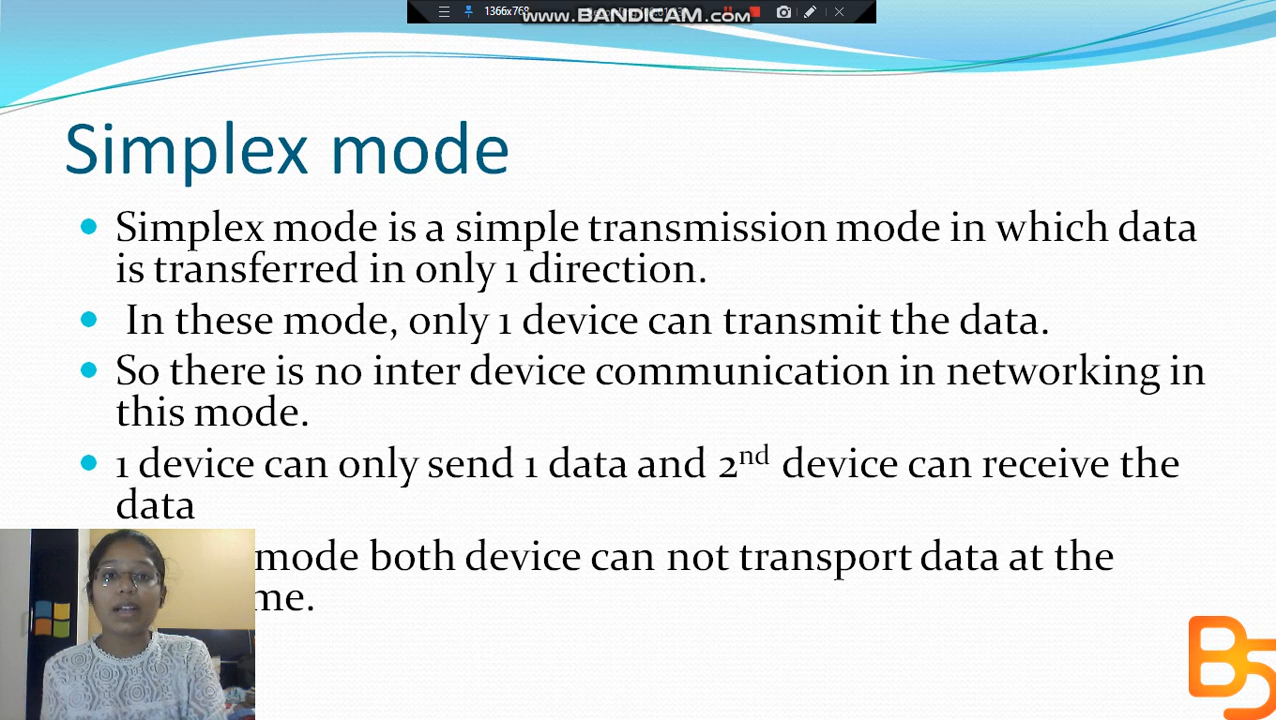 1366x768
www.BANDICAM.com
Simplex mode
Simplex mode is a simple transmission mode in which data
is transferred in only 1 direction.
In these mode, only 1 device can transmit the data.
So there is no inter device communication in networking in
this mode.
1 device can only send 1 data and 2nd device can receive the
data
mode both device can not transport data at the
me.
B5